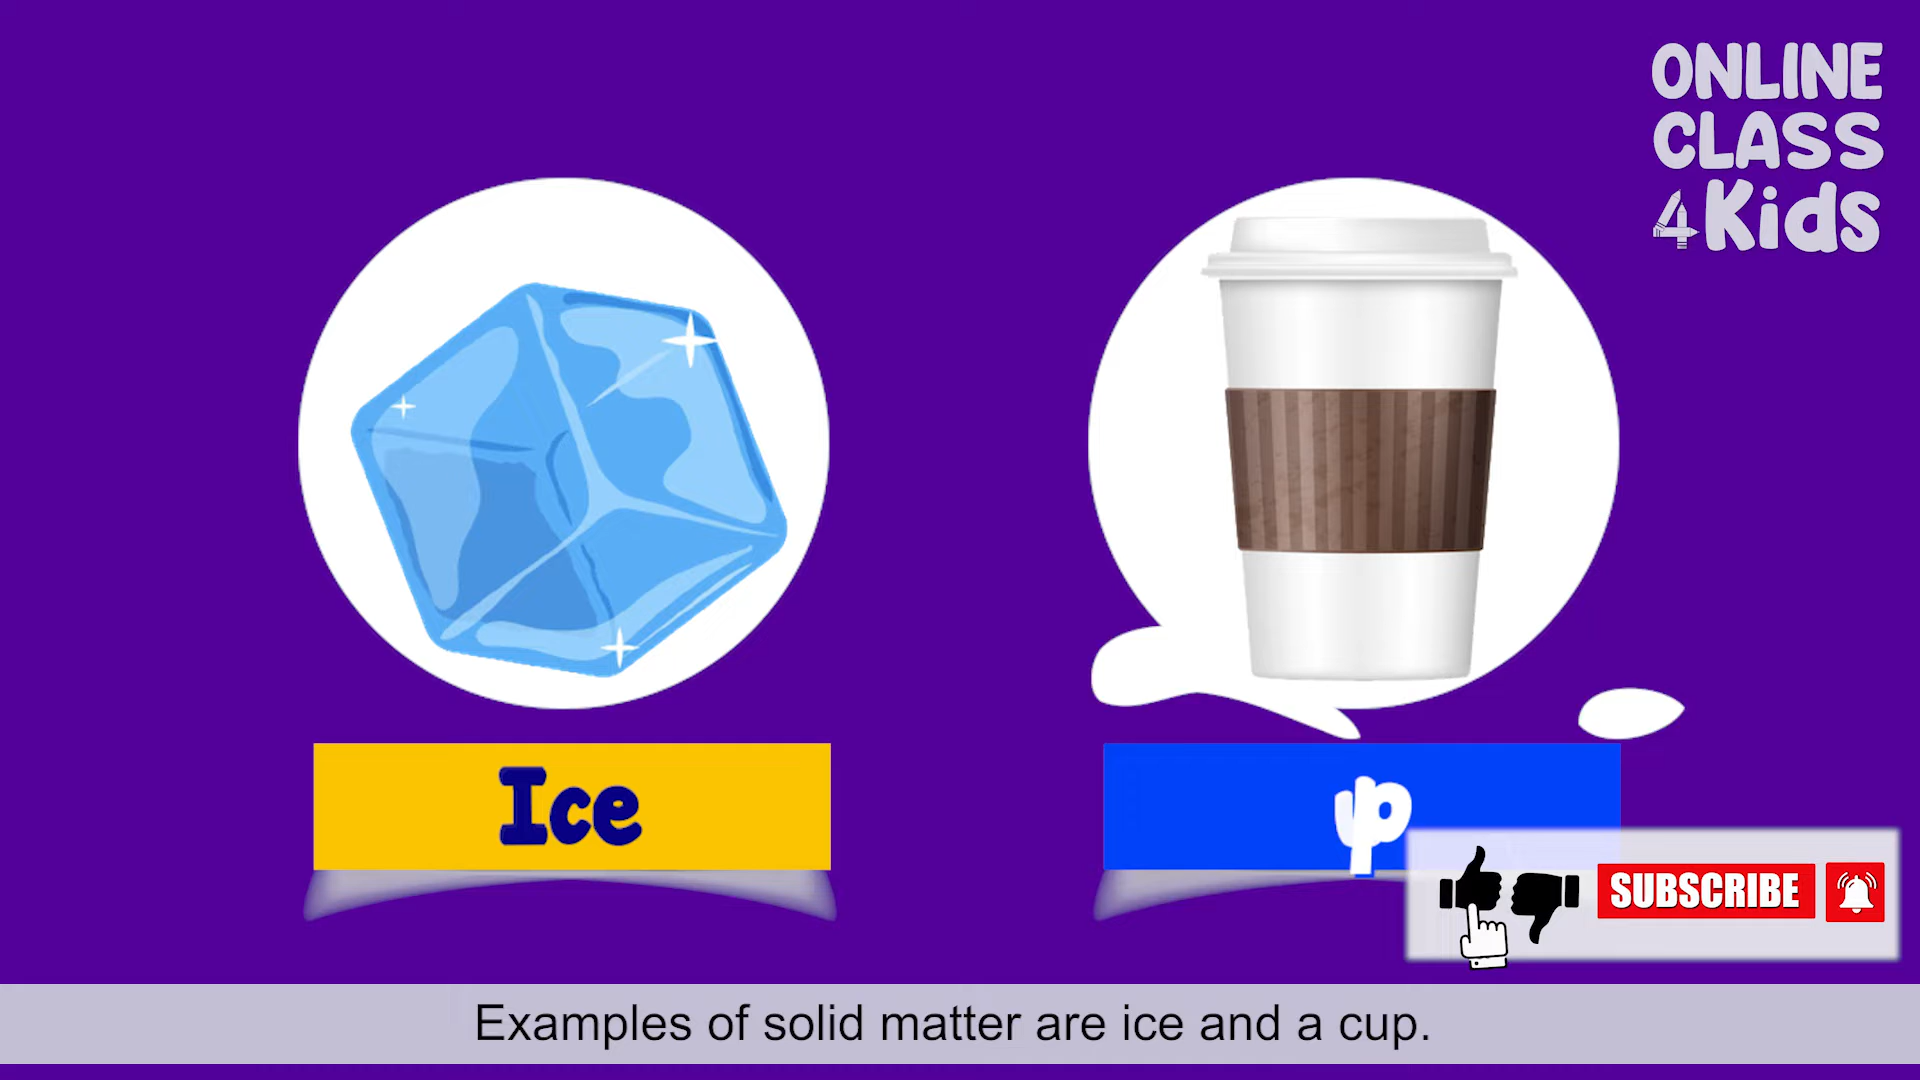 ONLINE
CLASS
4Kids
Ice
SUBSCRIBE
Examples of solid matter are ice and a cup.